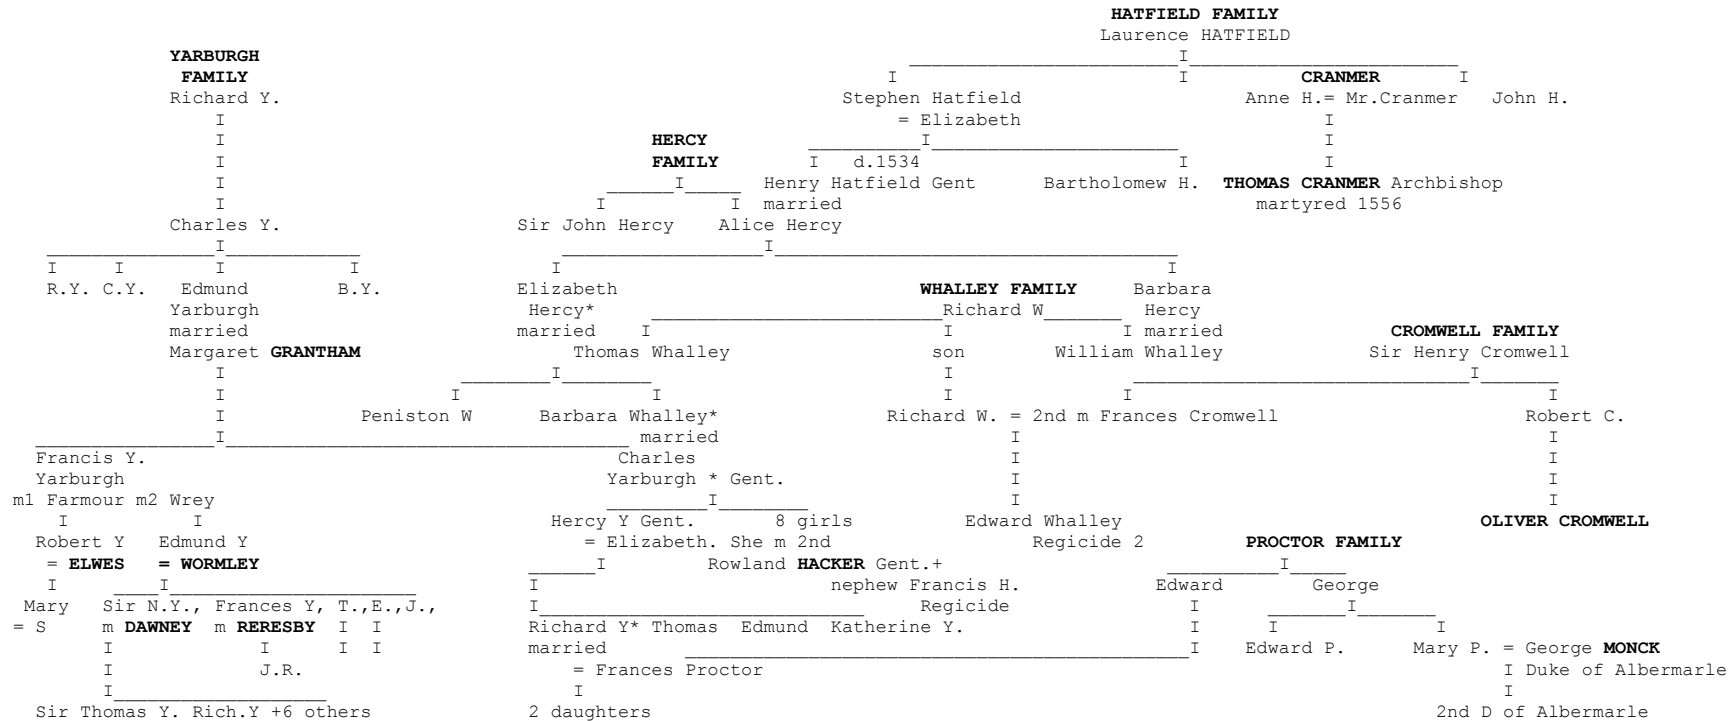 HATFIELD FAMILY
Laurence HATFIELD
YARBURGH
FAMILY CRANMER
Richard Y. Stephen Hatfield Anne H.= Mr.Cranmer John H.
= Elizabeth
HERCY
FAMILY d.1534
Henry Hatfield Gent Bartholomew H. THOMAS CRANMER Archbishop
married martyred 1556
Charles Y. Sir John Hercy Alice Hercy
R.Y. C.Y. Edmund B.Y. Elizabeth WHALLEY FAMILY Barbara
Yarburgh Hercy* Richard W Hercy
married married married CROMWELL FAMILY
Margaret GRANTHAM Thomas Whalley son William Whalley Sir Henry Cromwell
Peniston W Barbara Whalley* Richard W. = 2nd m Frances Cromwell Robert C.
married
Francis Y. Charles
Yarburgh Yarburgh * Gent.
m1 Farmour m2 Wrey
Hercy Y Gent. 8 girls Edward Whalley OLIVER CROMWELL
Robert Y Edmund Y = Elizabeth. She m 2nd Regicide 2 PROCTOR FAMILY
= ELWES = WORMLEY Rowland HACKER Gent.+
nephew Francis H. Edward George
Mary Sir N.Y., Frances Y, T.,E.,J., Regicide
= S m DAWNEY m RERESBY Richard Y* Thomas Edmund Katherine Y.
married Edward P. Mary P. = George MONCK
J.R. = Frances Proctor Duke of Albermarle
Sir Thomas Y. Rich.Y +6 others 2 daughters 2nd D of Albermarle